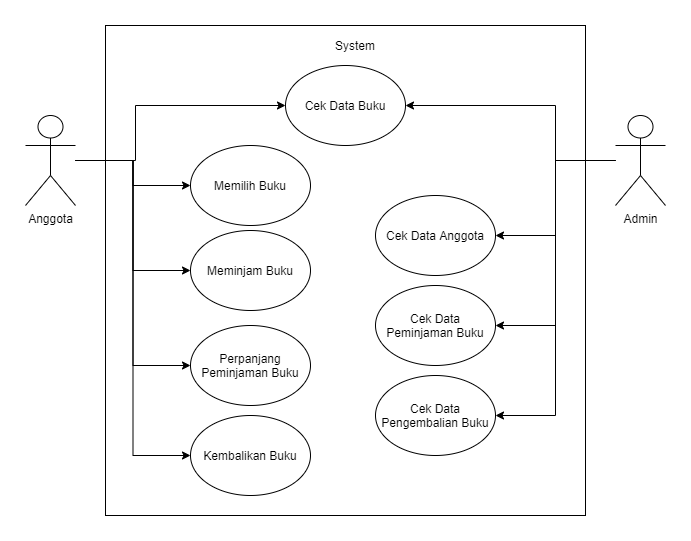 System
Cek Data Buku
Memilih Buku
Anggota
Admin
Cek Data Anggota
Meminjam Buku
Cek Data
Peminjaman Buku
Perpanjang
Peminjaman Buku
Cek Data
Pengembalian Buku
Kembalikan Buku